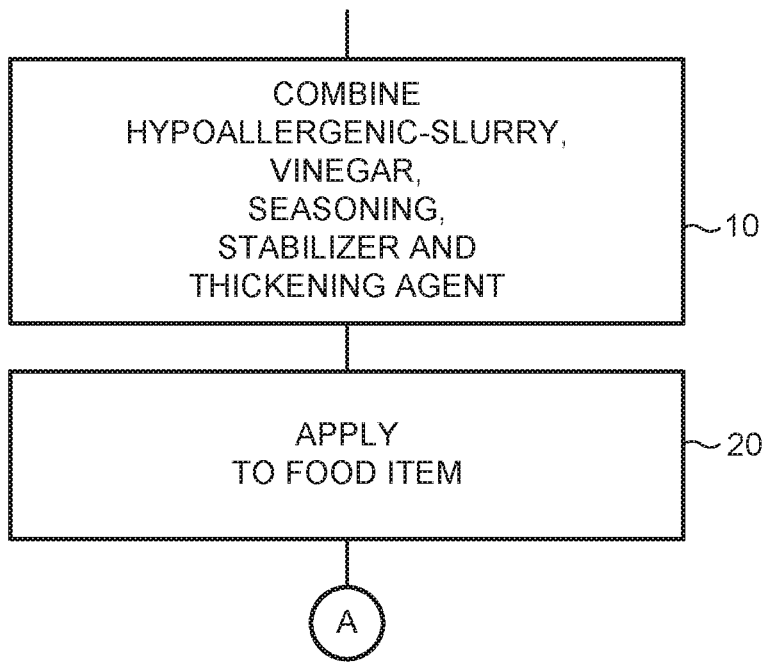 COMBINE
HYPOALLERGENIC-SLURRY,
VINEGAR,
SEASONING,
STABILIZER AND
THICKENING AGENT
10
APPLY
TO FOOD ITEM
20
A